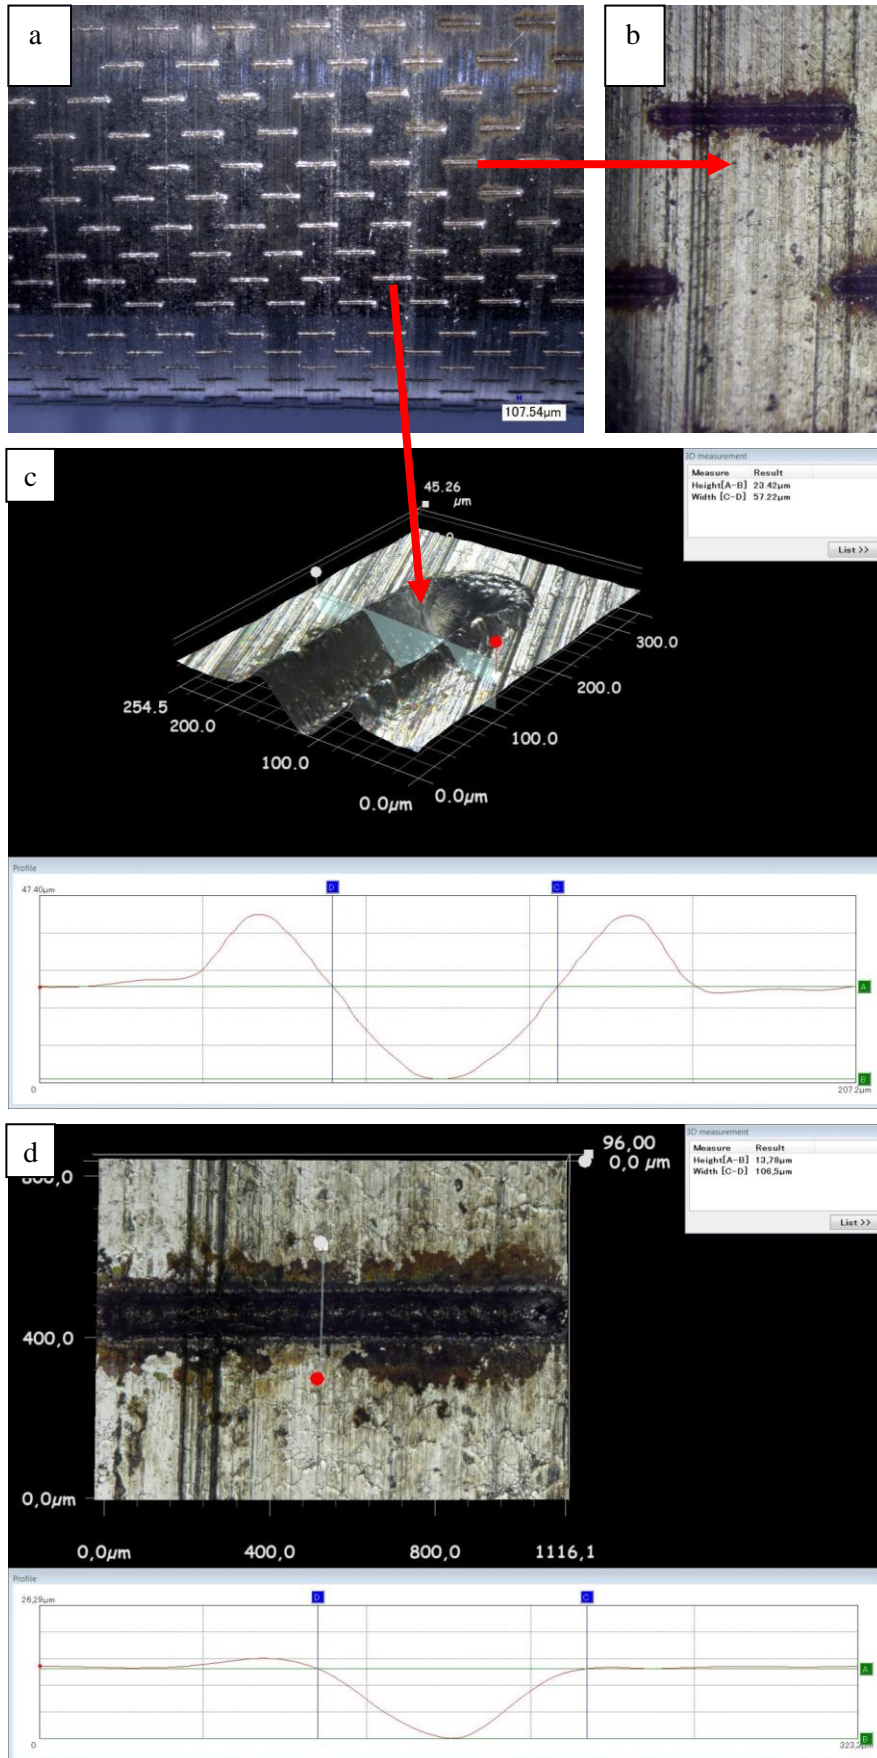 a
b
107.54μm
c
45.26
μm
3D measurement
Measure Result
Height[A-B] 23.42μm
Width [C-D] 57.22μm
List >>
300.0
200.0
100.0
0.0μm
254.5
200.0
100.0
0.0μm
Profile
47.40μm
D
C
A
B
0
207.2μm
d
96,00
0,0 μm
3D measurement
Measure Result
Height[A-B] 13,78μm
Width [C-D] 106,5μm
List >>
400,0
0,0μm
0,0μm 400,0 800,0 1116,1
Profile
26,29μm
D
C
A
B
0